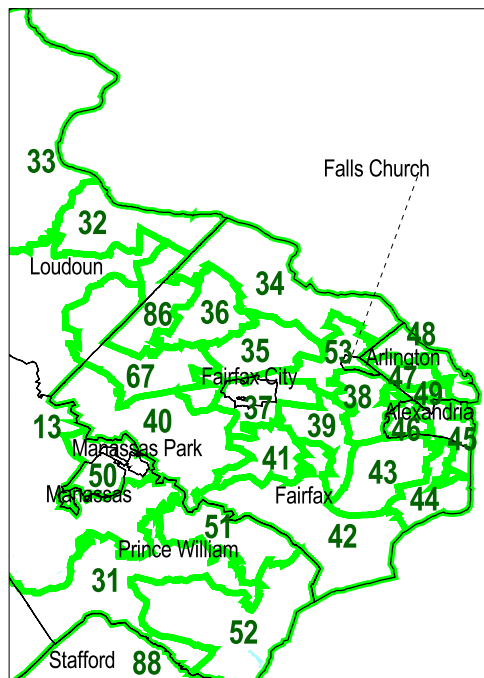 33
Falls Church
32
Loudoun
34
86
36
48
35
53
Arlington
67
Fairfax City
47
38
49
37
Alexandria
13
40
39
46
45
Manassas Park
41
50
43
Manassas
Fairfax
44
51
42
Prince William
31
52
Stafford
88